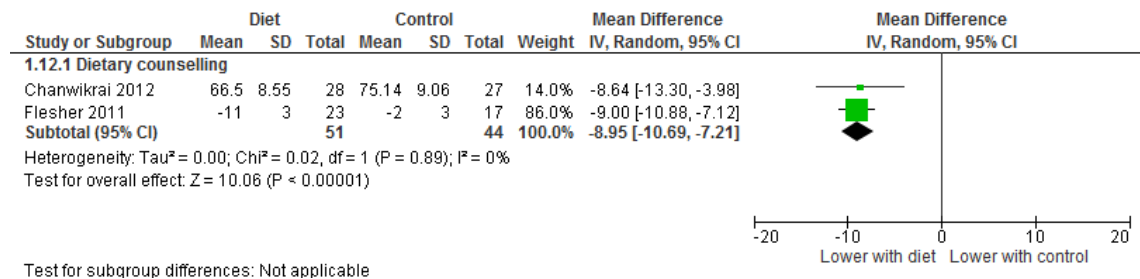 Diet Control Mean Difference Mean Difference
Study or Subgroup Mean SD Total Mean SD Total Weight IV, Random, 95% CI IV, Random, 95% CI
1.12.1 Dietary counselling
Chanwikrai 2012 66.5 8.55 28 75.14 9.06 27 14.0% -8.64 [-13.30, -3.98]
Flesher 2011 -11 3 23 -2 3 17 86.0% -9.00 [-10.88, -7.12]
Subtotal (95% CI) 51 44 100.0% -8.95 [-10.69, -7.21]
Heterogeneity: Tau² = 0.00; Chi² = 0.02, df = 1 (P = 0.89); I² = 0%
Test for overall effect: Z = 10.06 (P < 0.00001)
-20 -10 0 10 20
Lower with diet Lower with control
Test for subgroup differences: Not applicable